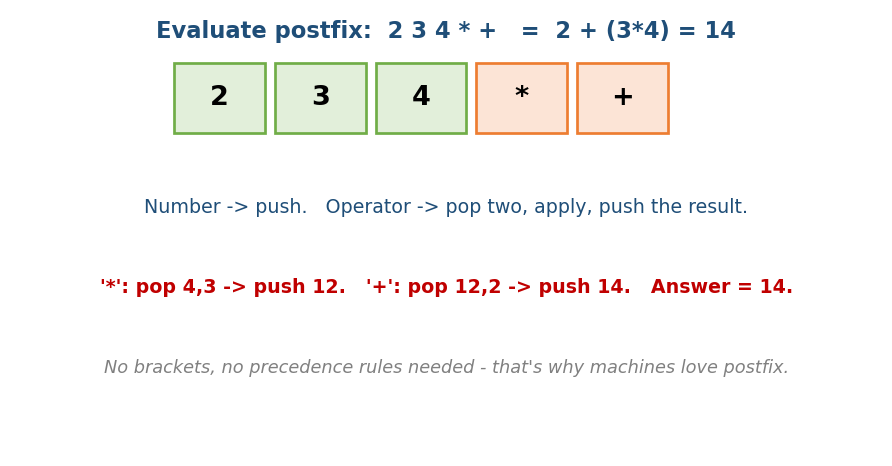 Evaluate postfix:  2 3 4 * +   =  2 + (3*4) = 14
2 3 4 * +
Number -> push.   Operator -> pop two, apply, push the result.
'*': pop 4,3 -> push 12.   '+': pop 12,2 -> push 14.   Answer = 14.
No brackets, no precedence rules needed - that's why machines love postfix.